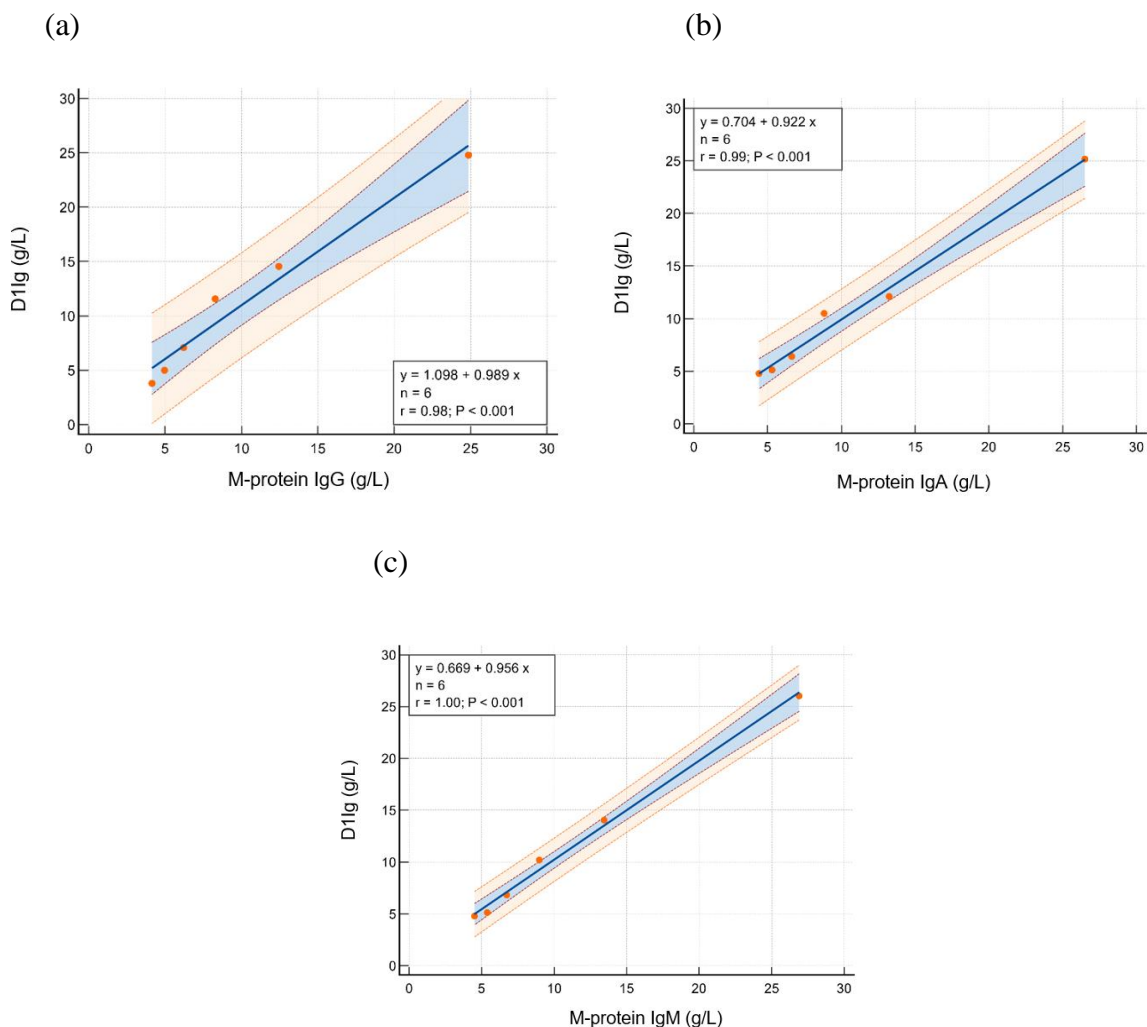 (a)
30
25
20
15
10
5
0
D1Ig (g/L)
y = 1.098 + 0.989 x
n = 6
r = 0.98; P < 0.001
0 5 10 15 20 25 30
M-protein IgG (g/L)
(b)
30
25
20
15
10
5
0
D1Ig (g/L)
y = 0.704 + 0.922 x
n = 6
r = 0.99; P < 0.001
0 5 10 15 20 25 30
M-protein IgA (g/L)
(c)
30
25
20
15
10
5
0
D1Ig (g/L)
y = 0.669 + 0.956 x
n = 6
r = 1.00; P < 0.001
0 5 10 15 20 25 30
M-protein IgM (g/L)